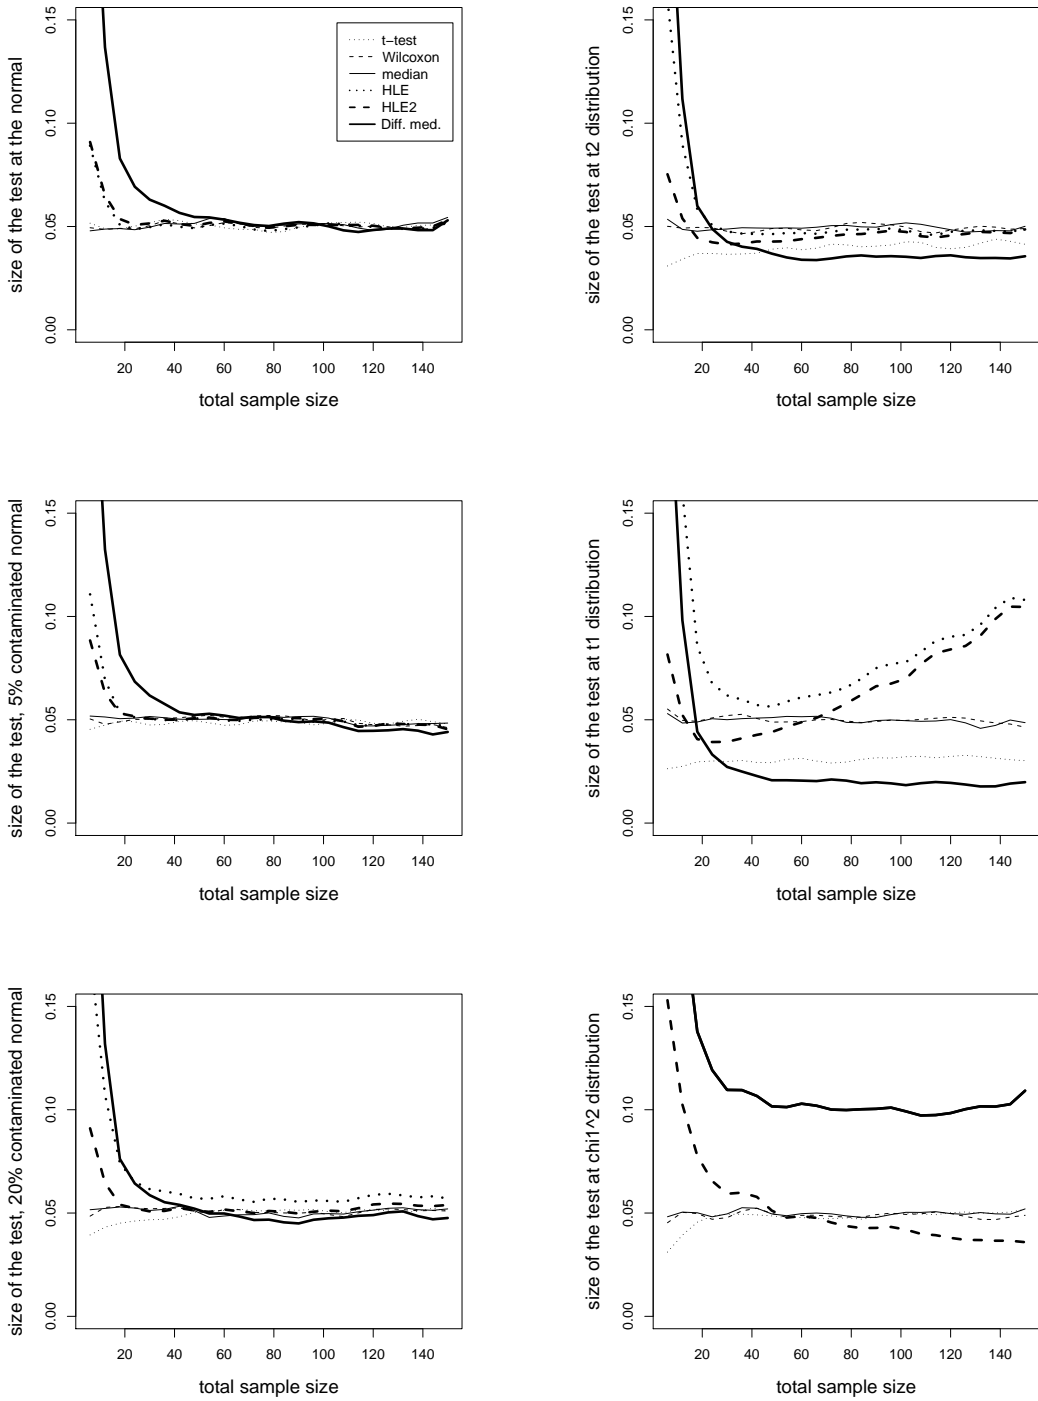 size of the test at the normal
0.00 0.05 0.10 0.15
t−test
Wilcoxon
median
HLE
HLE2
Diff. med.
20 40 60 80 100 120 140
total sample size
size of the test at t2 distribution
0.00 0.05 0.10 0.15
20 40 60 80 100 120 140
total sample size
size of the test, 5% contaminated normal
0.00 0.05 0.10 0.15
20 40 60 80 100 120 140
total sample size
size of the test at t1 distribution
0.00 0.05 0.10 0.15
20 40 60 80 100 120 140
total sample size
size of the test, 20% contaminated normal
0.00 0.05 0.10 0.15
20 40 60 80 100 120 140
total sample size
size of the test at chi1^2 distribution
0.00 0.05 0.10 0.15
20 40 60 80 100 120 140
total sample size